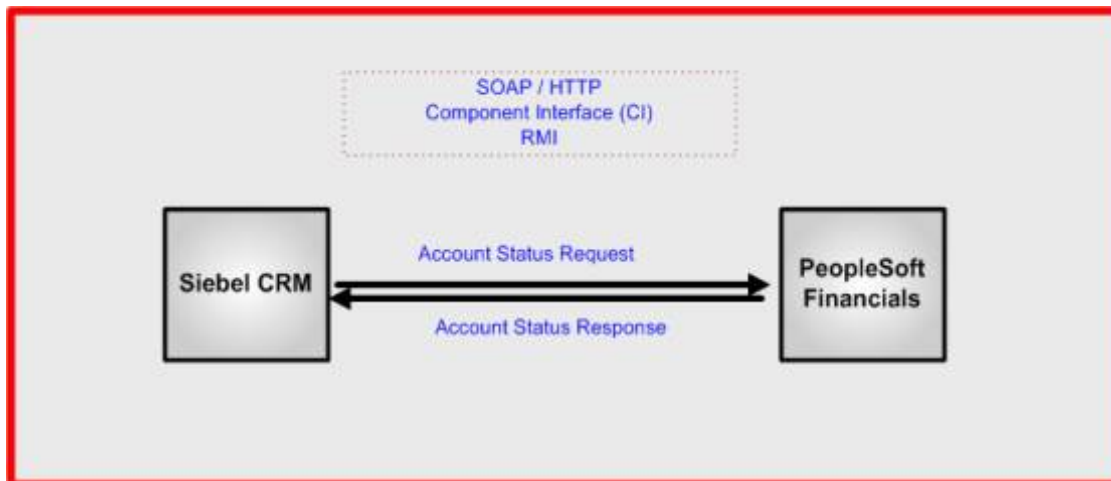 SOAP / HTTP
Component Interface (CI)
RMI
Account Status Request
Siebel CRM
PeopleSoft
Financials
Account Status Response